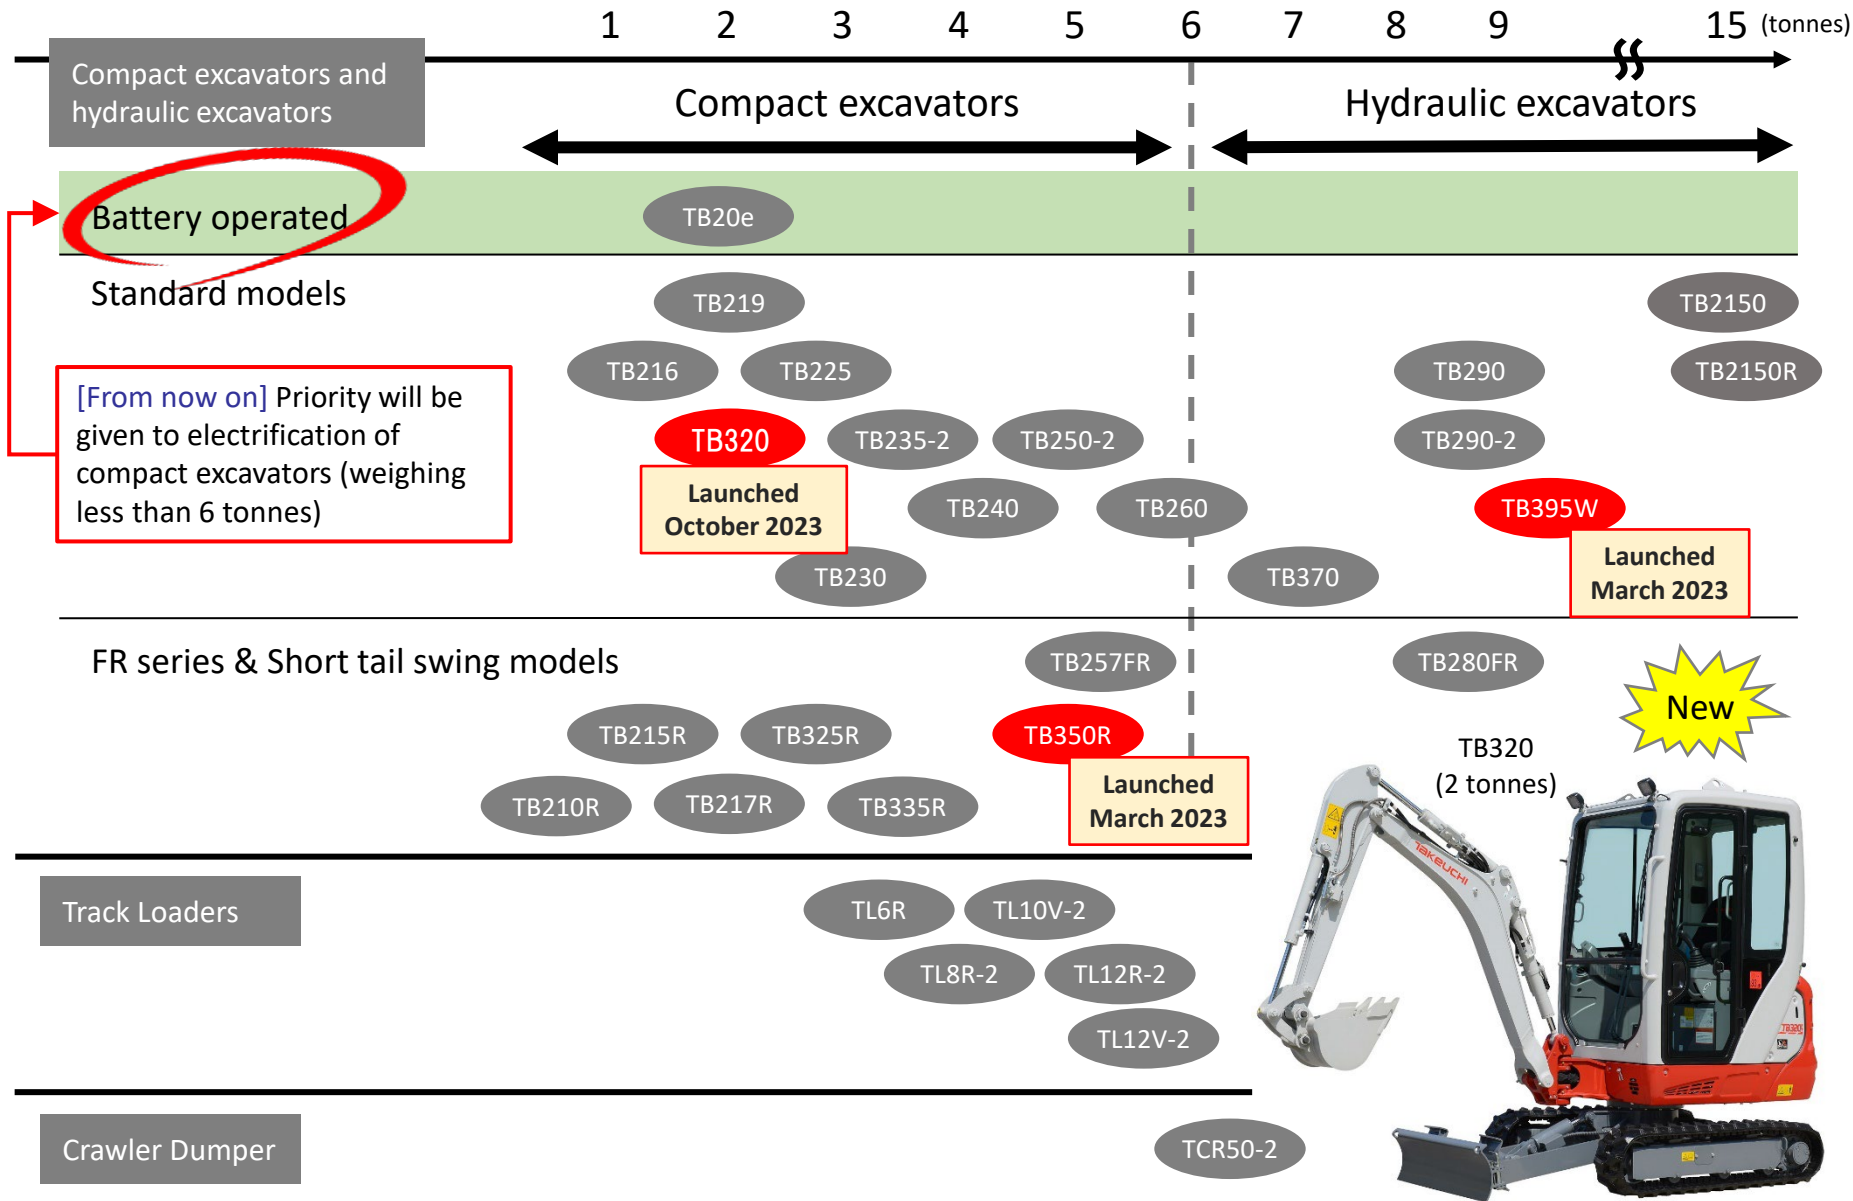 1 2 3 4 5 6 7 8 9 15 (tonnes)
Compact excavators and
hydraulic excavators
Compact excavators
Hydraulic excavators
Battery operated
TB20e
Standard models
TB219
TB2150
TB216
TB225
TB290
TB2150R
[From now on] Priority will be
given to electrification of
compact excavators (weighing
less than 6 tonnes)
TB320
TB235-2
TB250-2
TB290-2
Launched
October 2023
TB240
TB260
TB395W
Launched
March 2023
TB230
TB370
FR series & Short tail swing models
TB257FR
TB280FR
New
TB215R
TB325R
TB350R
TB320
(2 tonnes)
Launched
March 2023
TB210R
TB217R
TB335R
TAKEUCHI
Track Loaders
TL6R
TL10V-2
TL8R-2
TL12R-2
TB320
TL12V-2
Crawler Dumper
TCR50-2